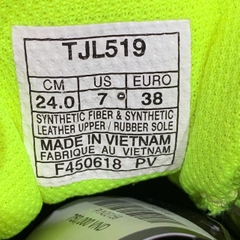 TJL519
CM US EURO
24.0 7 38
SYNTHETIC FIBER & SYNTHETIC
LEATHER UPPER / RUBBER SOLE
MADE IN VIETNAM
FABRIQUE AU VIETNAM
F450618 PV